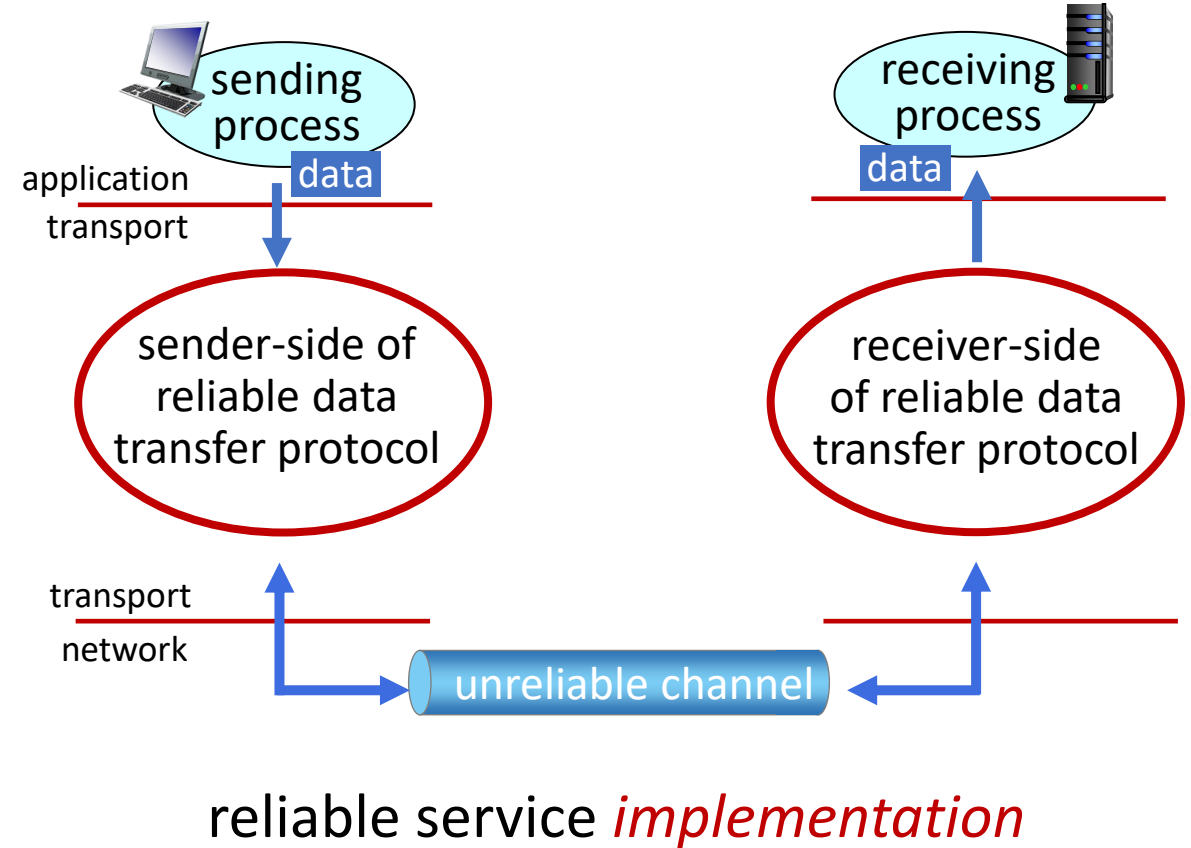 sending
process
data
application
transport
receiving
process
data
sender-side of
reliable data
transfer protocol
receiver-side
of reliable data
transfer protocol
transport
network
unreliable channel
reliable service implementation